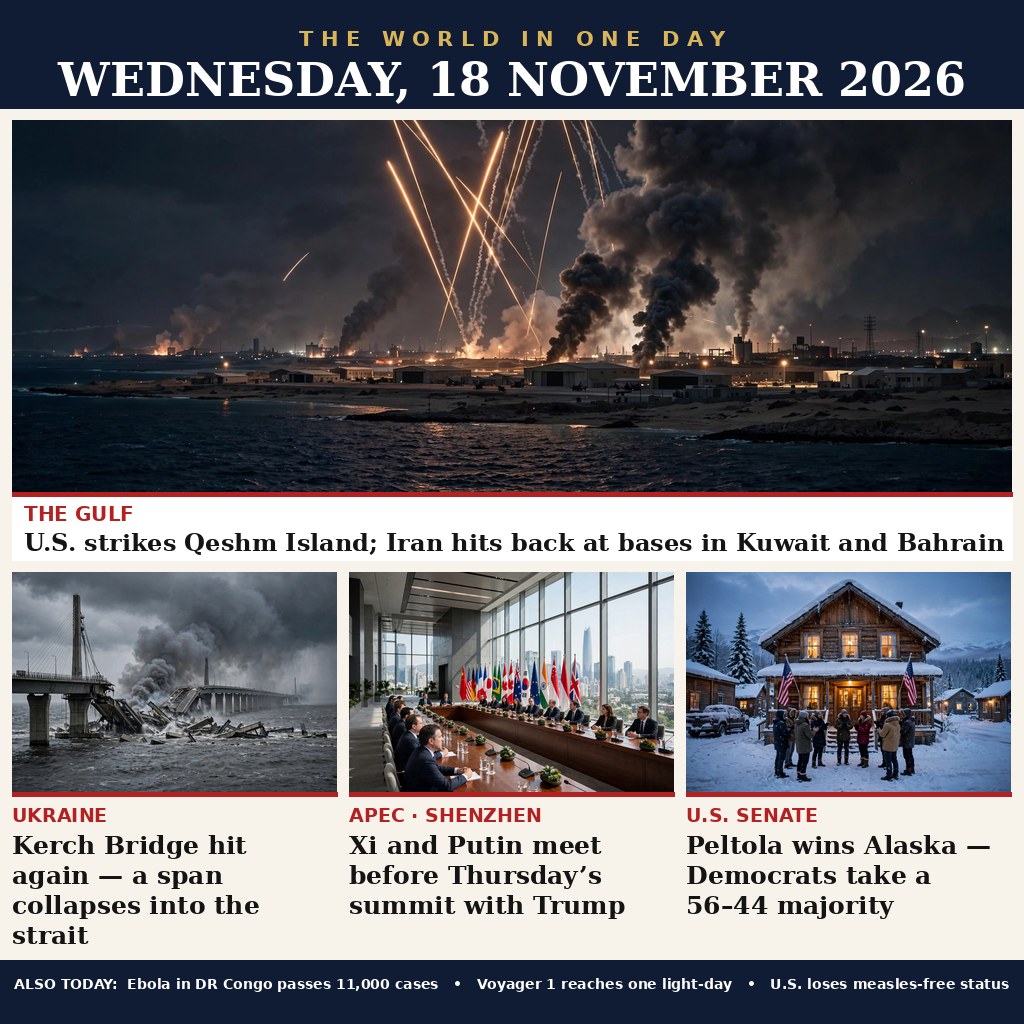 THE WORLD IN ONE DAY
WEDNESDAY, 18 NOVEMBER 2026
THE GULF
U.S. strikes Qeshm Island; Iran hits back at bases in Kuwait and Bahrain
UKRAINE
Kerch Bridge hit
again — a span
collapses into the
strait
APEC · SHENZHEN
Xi and Putin meet
before Thursday’s
summit with Trump
U.S. SENATE
Peltola wins Alaska —
Democrats take a
56–44 majority
ALSO TODAY: Ebola in DR Congo passes 11,000 cases • Voyager 1 reaches one light-day • U.S. loses measles-free status